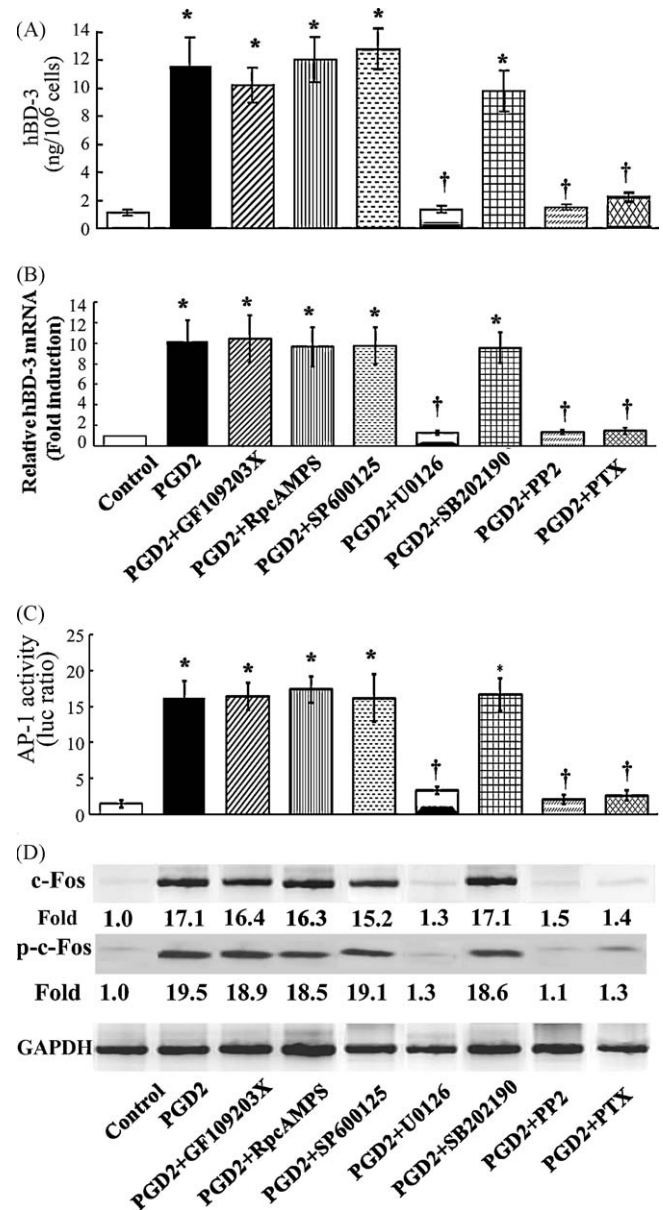 (A)
hBD-3
(ng/10⁶ cells)
14
12
10
8
6
4
2
0
* * * * * † * † †
(B)
Relative hBD-3 mRNA
(Fold induction)
14
12
10
8
6
4
2
0
* * * * * † * † †
Control
PGD2
PGD2+GF109203X
PGD2+RpcAMPS
PGD2+SP600125
PGD2+U0126
PGD2+SB202190
PGD2+PP2
PGD2+PTX
(C)
AP-1 activity
(luc ratio)
25
20
15
10
5
0
* * * * † * † †
(D)
c-Fos
Fold 1.0 17.1 16.4 16.3 15.2 1.3 17.1 1.5 1.4
p-c-Fos
Fold 1.0 19.5 18.9 18.5 19.1 1.3 18.6 1.1 1.3
GAPDH
Control
PGD2
PGD2+GF109203X
PGD2+RpcAMPS
PGD2+SP600125
PGD2+U0126
PGD2+SB202190
PGD2+PP2
PGD2+PTX